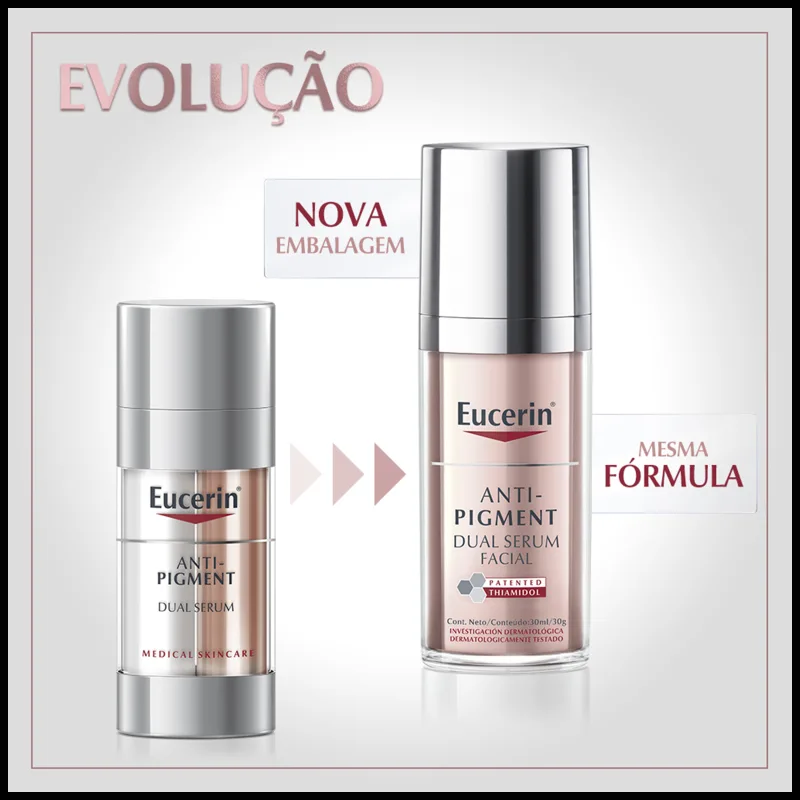 EVOLUÇÃO
NOVA
EMBALAGEM
Eucerin®
ANTI-
PIGMENT
DUAL SERUM
MEDICAL SKINCARE
Eucerin®
ANTI-
PIGMENT
DUAL SERUM
FACIAL
PATENTED
THIAMIDOL
Cont. Neto/Conteúdo:30ml/30g
INVESTIGACIÓN DERMATOLÓGICA
DERMATOLOGICAMENTE TESTADO
MESMA
FÓRMULA